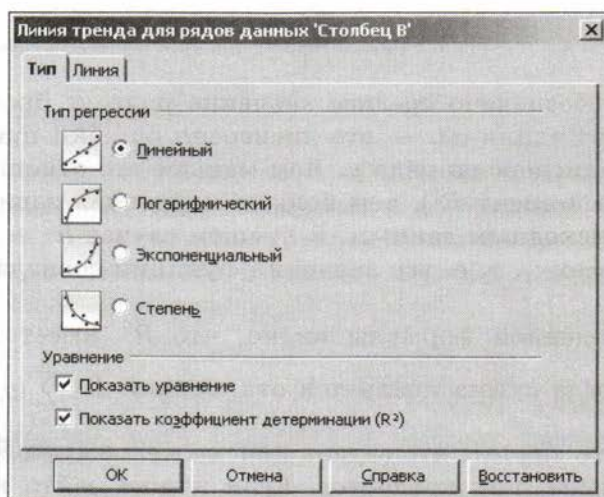 Линия тренда для рядов данных 'Столбец B'
Тип Линия
Тип регрессии
Линейный
Логарифмический
Экспоненциальный
Степень
Уравнение
Показать уравнение
Показать коэффициент детерминации (R²)
ОК Отмена Справка Восстановить